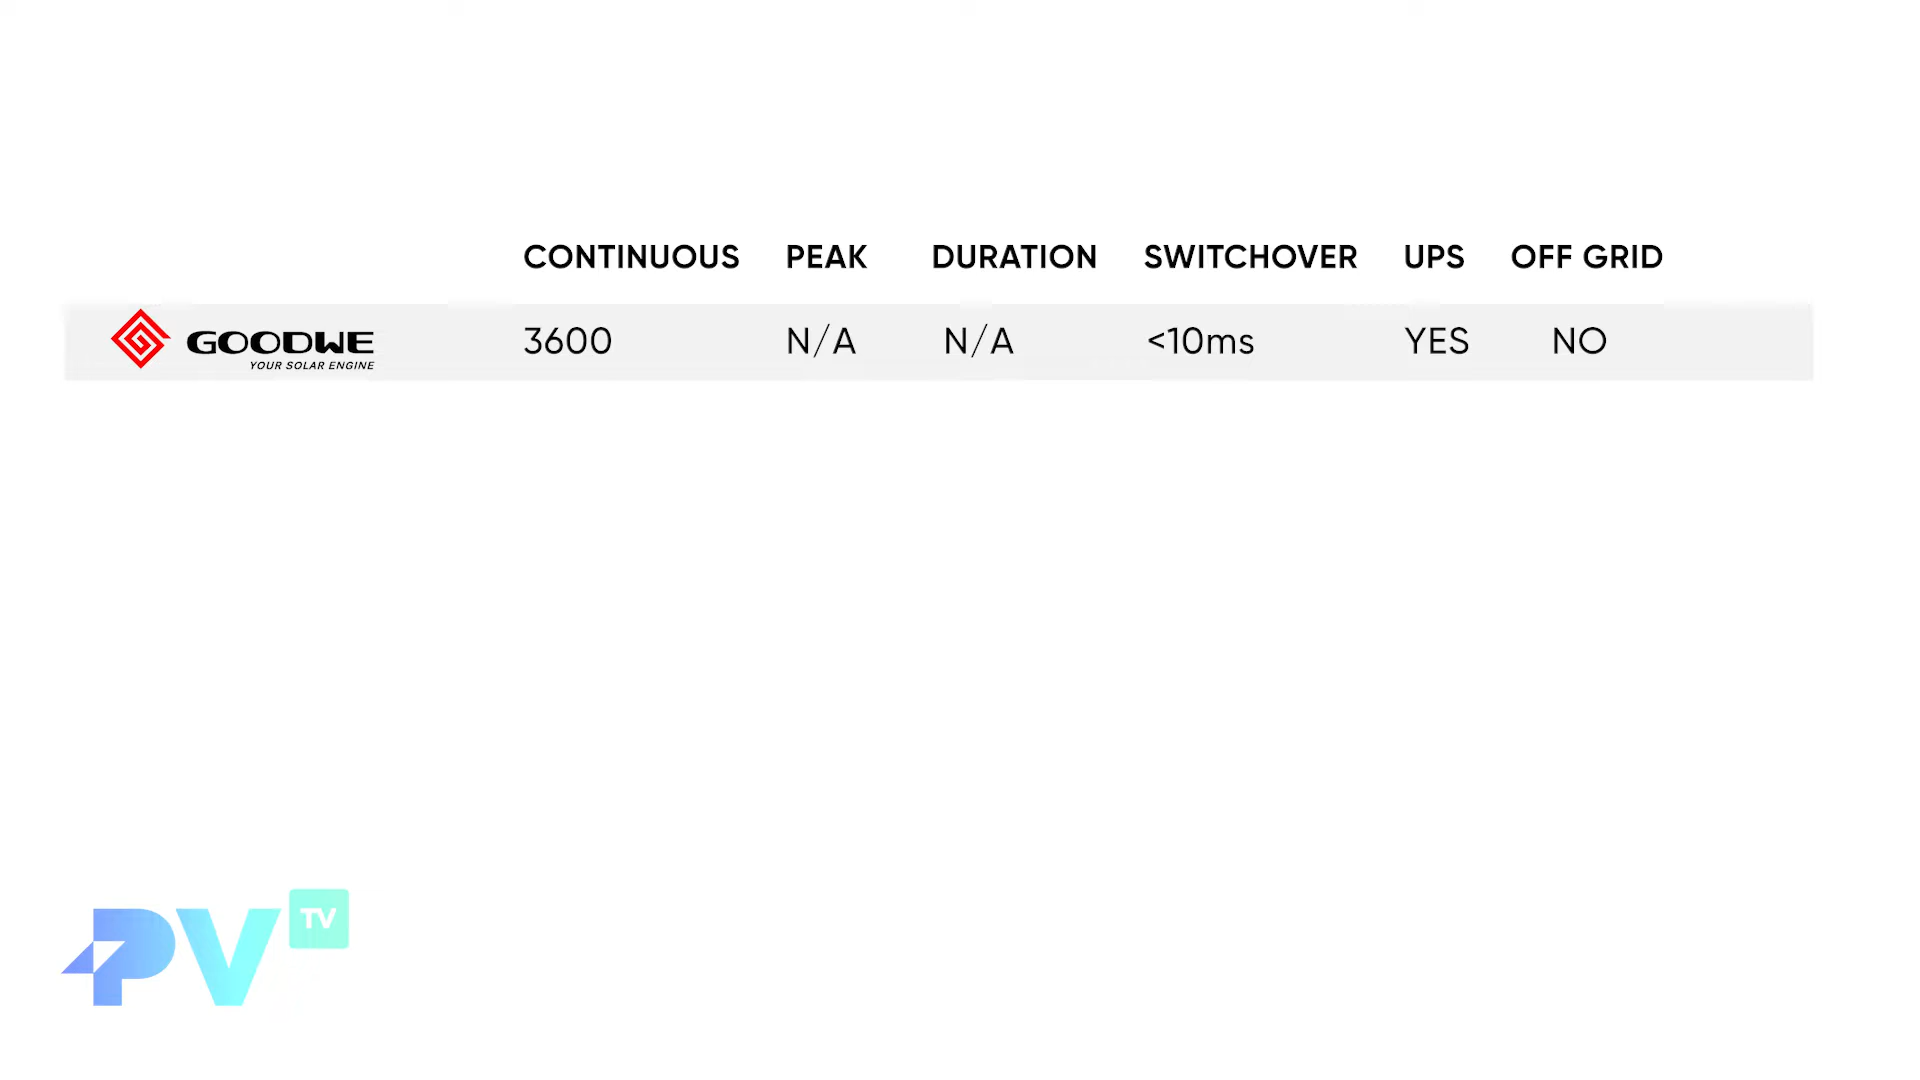 CONTINUOUS PEAK DURATION SWITCHOVER UPS OFF GRID
GOODWE 3600 N/A N/A <10ms YES NO
YOUR SOLAR ENGINE
PV TV